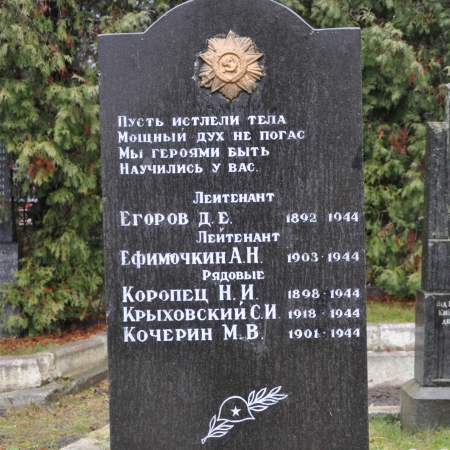 Пусть истлели тела
Мощный дух не погас
Мы героями быть
Научились у вас.
Лейтенант
Егоров Д.Е. 1892 1944
Лейтенант
Ефимочкин А.Н. 1903-1944
Рядовые
Коропец Н.И. 1898-1944
Крыховский С.И. 1918-1944
Кочерин М.В. 1901-1944